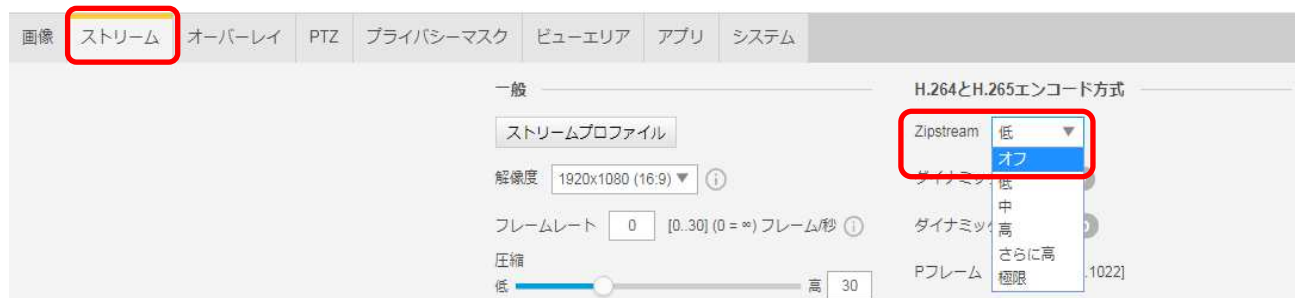 画像 ストリーム オーバーレイ PTZ プライバシーマスク ビューエリア アプリ システム
一般
ストリームプロファイル
解像度 1920x1080 (16:9)
フレームレート 0 [0..30] (0 = ∞) フレーム/秒
圧縮
低 高 30
H.264とH.265エンコード方式
Zipstream 低
オフ
低
中
高
さらに高
極限
ダイナミッ
ダイナミッ
Pフレーム .1022]